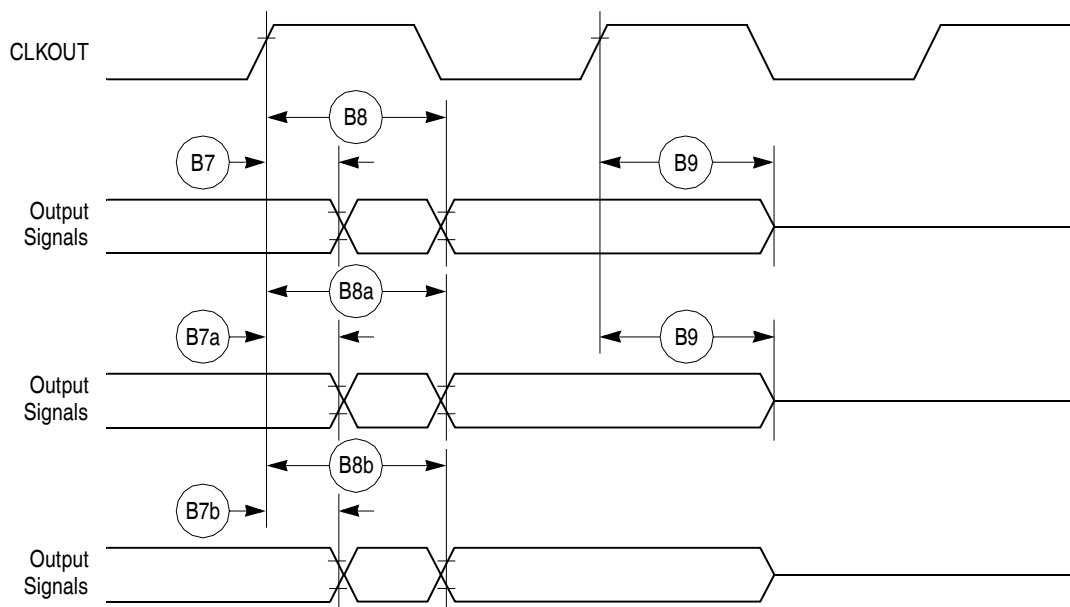 CLKOUT
B8
B7
B9
Output
Signals
B8a
B7a
B9
Output
Signals
B8b
B7b
Output
Signals